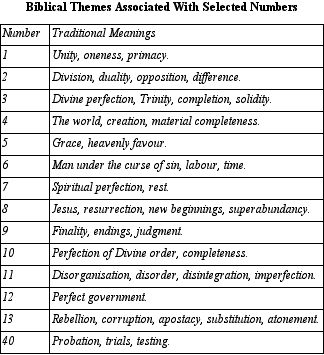 Biblical Themes Associated With Selected Numbers
Number Traditional Meanings
1 Unity, oneness, primacy.
2 Division, duality, opposition, difference.
3 Divine perfection, Trinity, completion, solidity.
4 The world, creation, material completeness.
5 Grace, heavenly favour.
6 Man under the curse of sin, labour, time.
7 Spiritual perfection, rest.
8 Jesus, resurrection, new beginnings, superabundancy.
9 Finality, endings, judgment.
10 Perfection of Divine order, completeness.
11 Disorganisation, disorder, disintegration, imperfection.
12 Perfect government.
13 Rebellion, corruption, apostacy, substitution, atonement.
40 Probation, trials, testing.